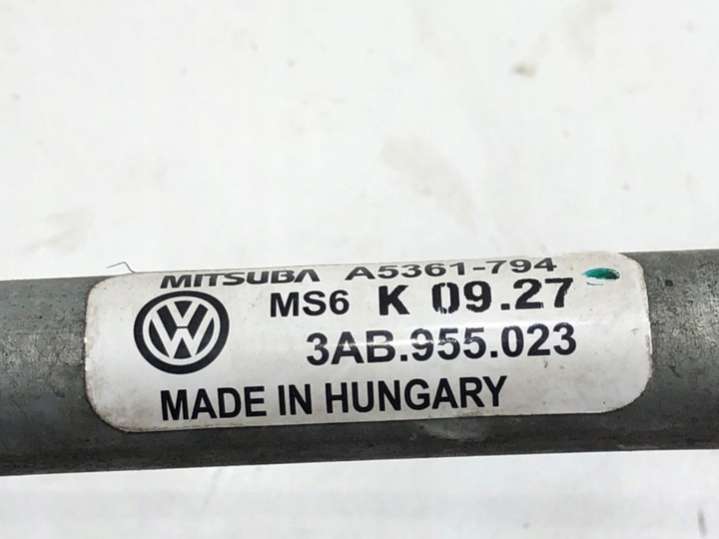 MITSUBA A5361-794
MS6 K 09.27
3AB.955.023
MADE IN HUNGARY